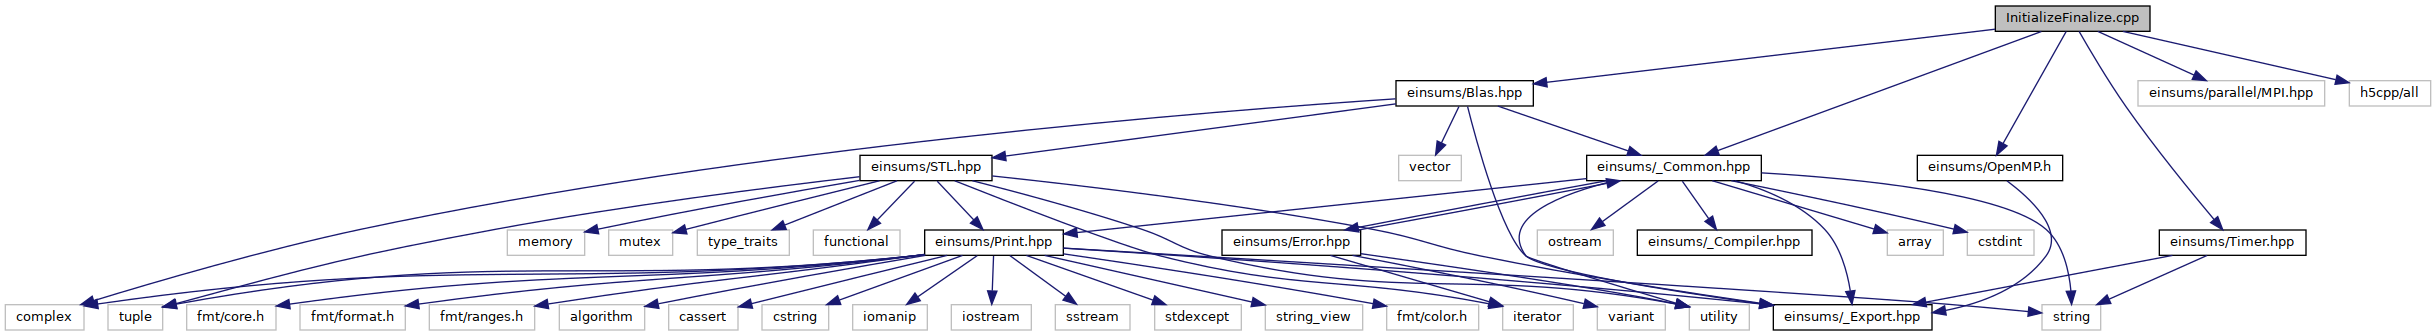 InitializeFinalize.cpp
einsums/Blas.hpp
einsums/parallel/MPI.hpp
h5cpp/all
einsums/STL.hpp
vector
einsums/_Common.hpp
einsums/OpenMP.h
memory
mutex
type_traits
functional
einsums/Print.hpp
einsums/Error.hpp
ostream
einsums/_Compiler.hpp
array
cstdint
einsums/Timer.hpp
complex
tuple
fmt/core.h
fmt/format.h
fmt/ranges.h
algorithm
cassert
cstring
iomanip
iostream
sstream
stdexcept
string_view
fmt/color.h
iterator
variant
utility
einsums/_Export.hpp
string